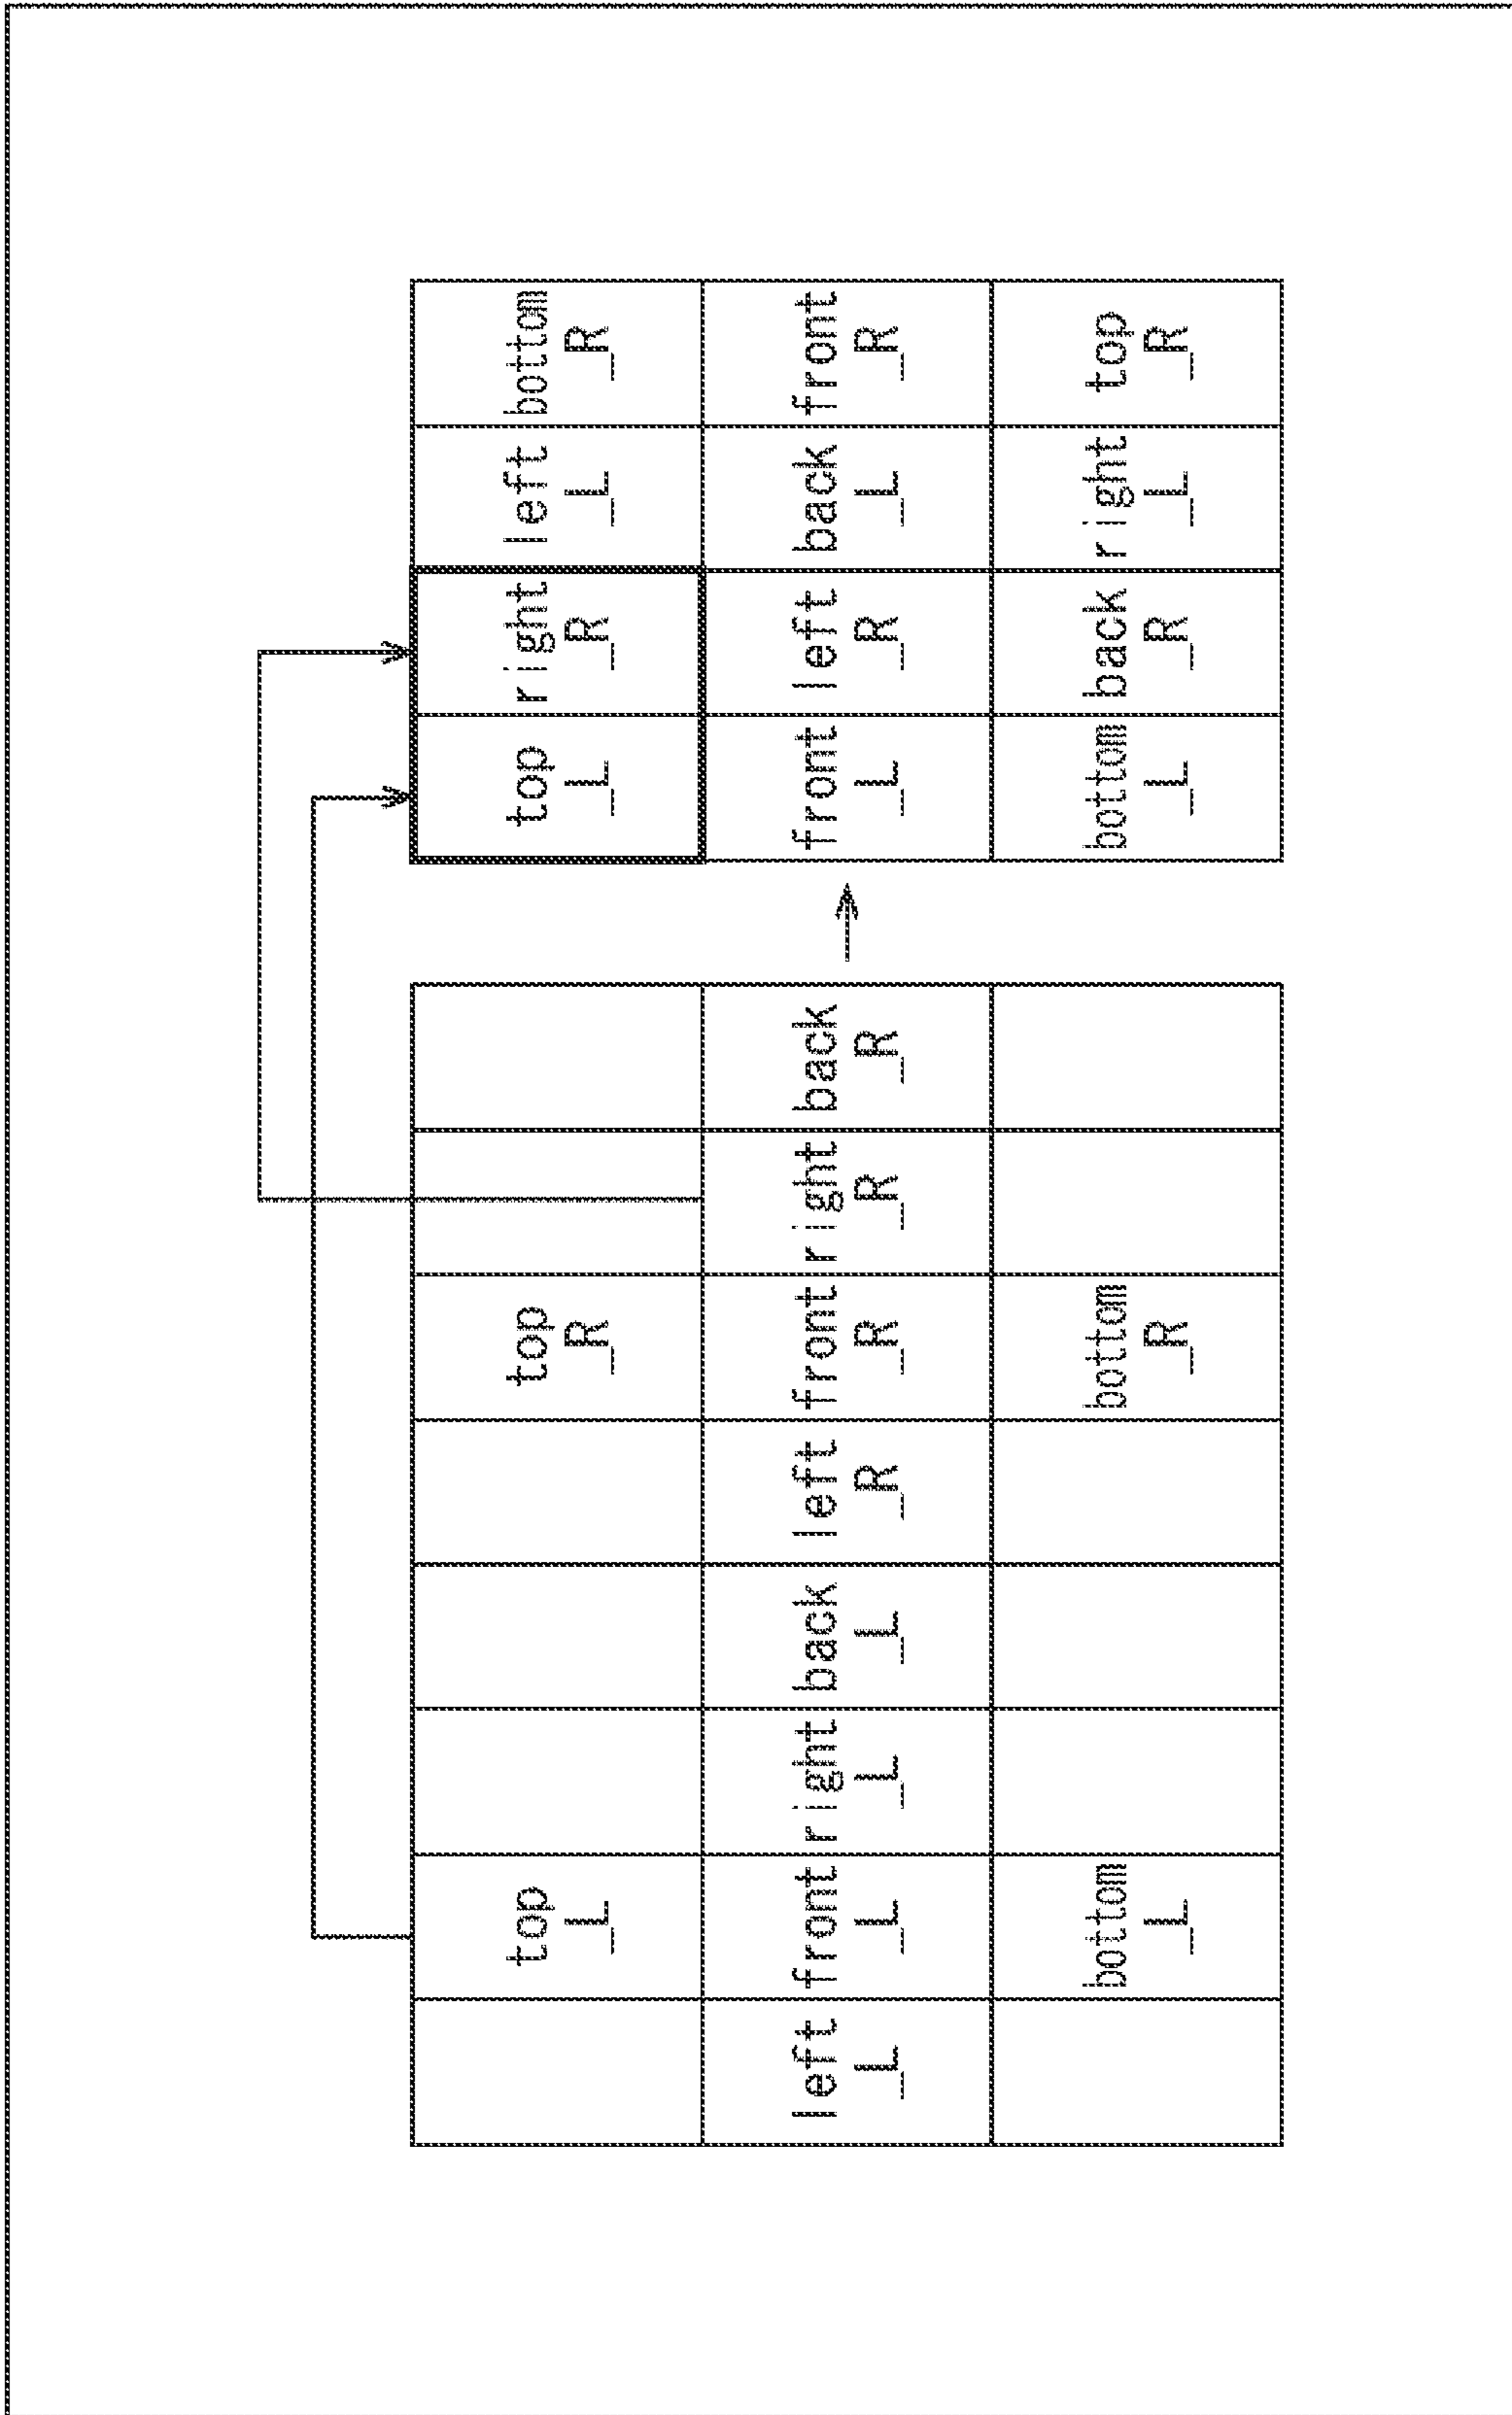 top
_L
top
_R
left
_L
front
_L
right
_L
back
_L
left
_R
front
_R
right
_R
back
_R
bottom
_L
bottom
_R
top
_L
right
_R
left
_L
bottom
_R
front
_L
left
_R
back
_L
front
_R
bottom
_L
back
_R
right
_L
top
_R